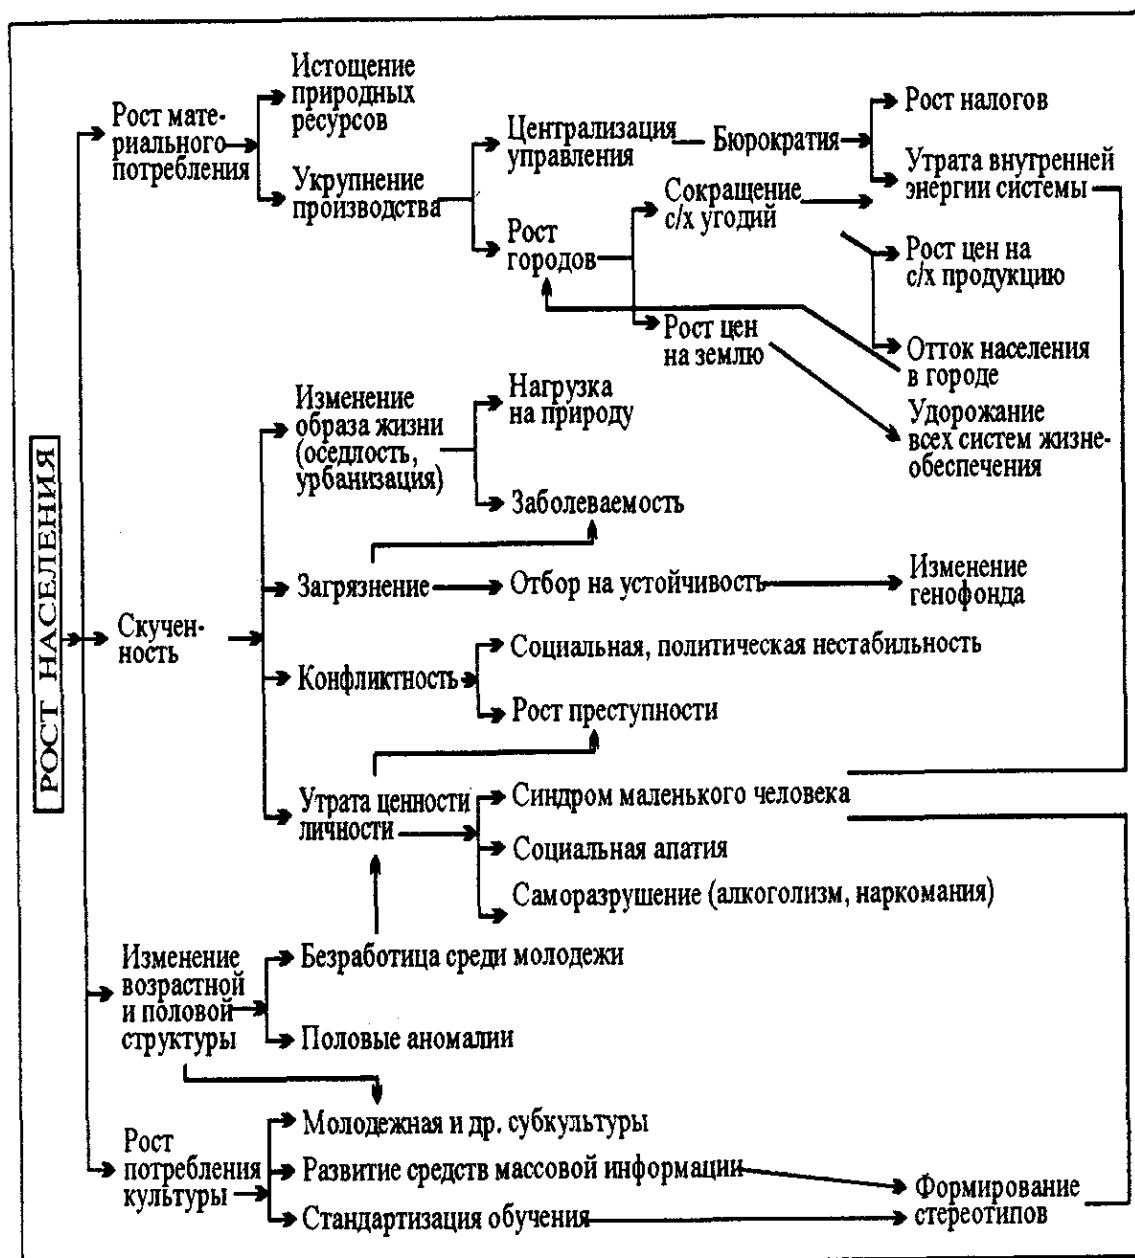 РОСТ НАСЕЛЕНИЯ
Рост мате-
риального
потребления
Истощение
природных
ресурсов
Укрупнение
производства
Централизация
управления
Бюрократия
Рост налогов
Утрата внутренней
энергии системы
Рост
городов
Сокращение
с/х угодий
Рост цен на
с/х продукцию
Отток населения
в городе
Рост цен
на землю
Удорожание
всех систем жизне-
обеспечения
Скучен-
ность
Изменение
образа жизни
(оседлость,
урбанизация)
Нагрузка
на природу
Заболеваемость
Загрязнение
Отбор на устойчивость
Изменение
генофонда
Конфликтность
Социальная, политическая нестабильность
Рост преступности
Утрата ценности
личности
Синдром маленького человека
Социальная апатия
Саморазрушение (алкоголизм, наркомания)
Изменение
возрастной
и половой
структуры
Безработица среди молодежи
Половые аномалии
Рост
потребления
культуры
Молодежная и др. субкультуры
Развитие средств массовой информации
Стандартизация обучения
Формирование
стереотипов